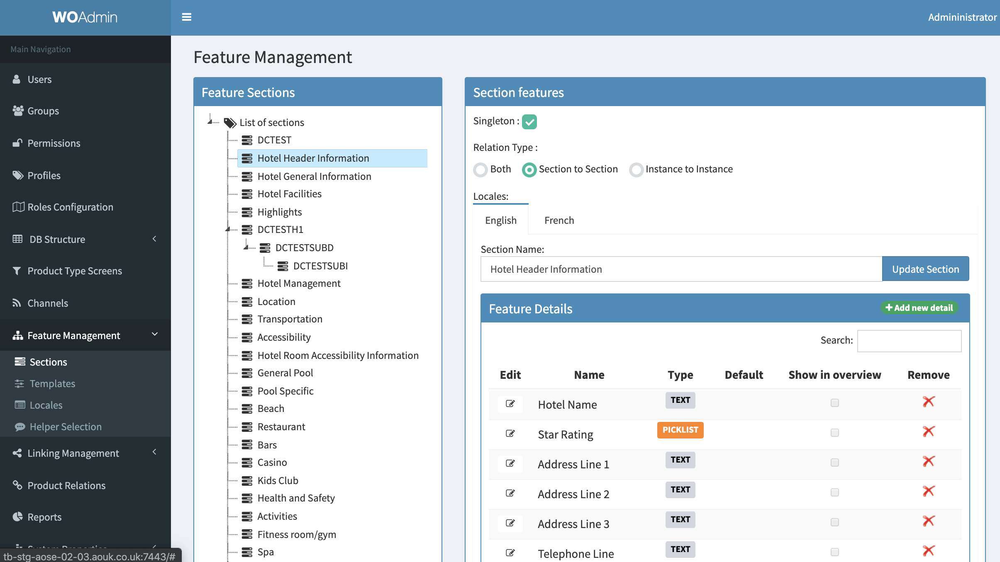 WOAdmin
Admininistrator
Main Navigation
Users
Groups
Permissions
Profiles
Roles Configuration
DB Structure
Product Type Screens
Channels
Feature Management
Sections
Templates
Locales
Helper Selection
Linking Management
Product Relations
Reports
System Properties
tb-stg-aose-02-03.aouk.co.uk:7443/#
Feature Management
Feature Sections
List of sections
DCTEST
Hotel Header Information
Hotel General Information
Hotel Facilities
Highlights
DCTESTH1
DCTESTSUBD
DCTESTSUBI
Hotel Management
Location
Transportation
Accessibility
Hotel Room Accessibility Information
General Pool
Pool Specific
Beach
Restaurant
Bars
Casino
Kids Club
Health and Safety
Activities
Fitness room/gym
Spa
Section features
Singleton :
Relation Type :
Both Section to Section Instance to Instance
Locales:
English French
Section Name:
Hotel Header Information Update Section
Feature Details Add new detail
Search:
Edit Name Type Default Show in overview Remove
Hotel Name TEXT
Star Rating PICKLIST
Address Line 1 TEXT
Address Line 2 TEXT
Address Line 3 TEXT
Telephone Line TEXT